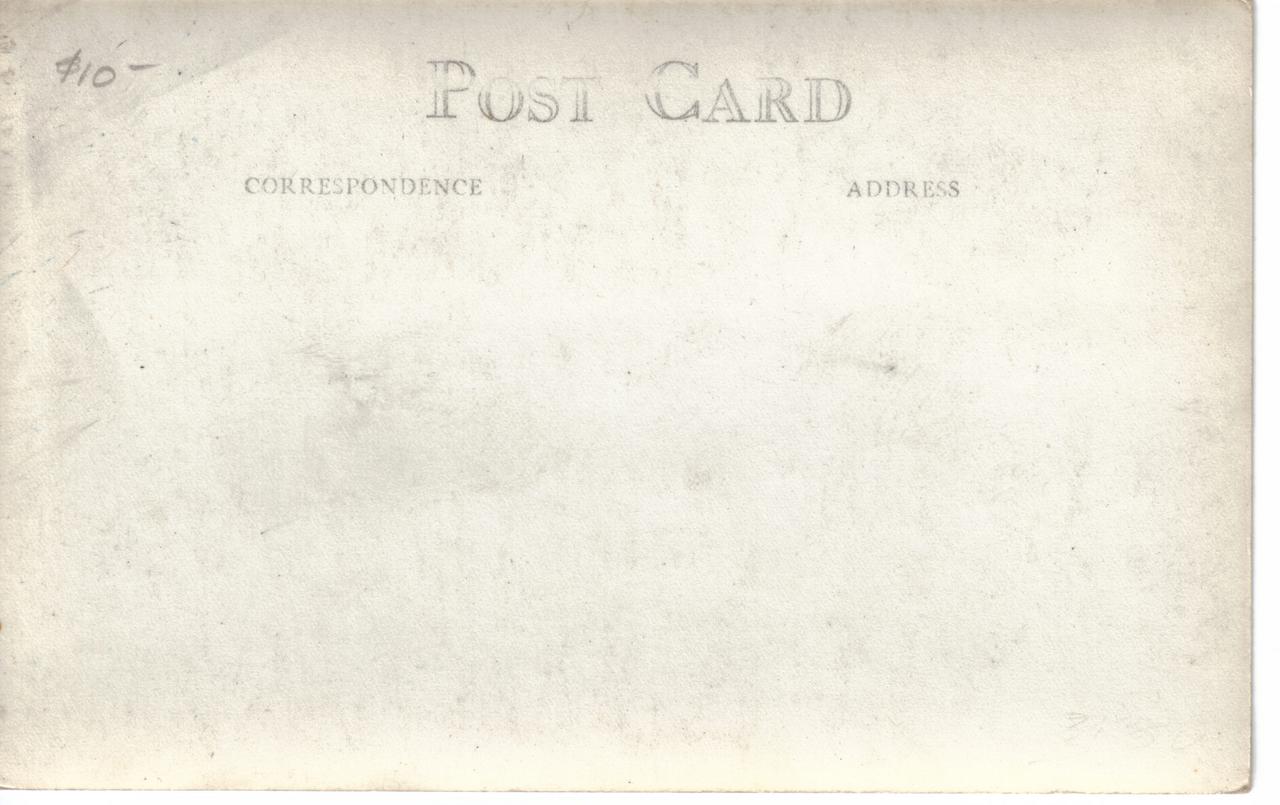 $10-
POST CARD
CORRESPONDENCE ADDRESS